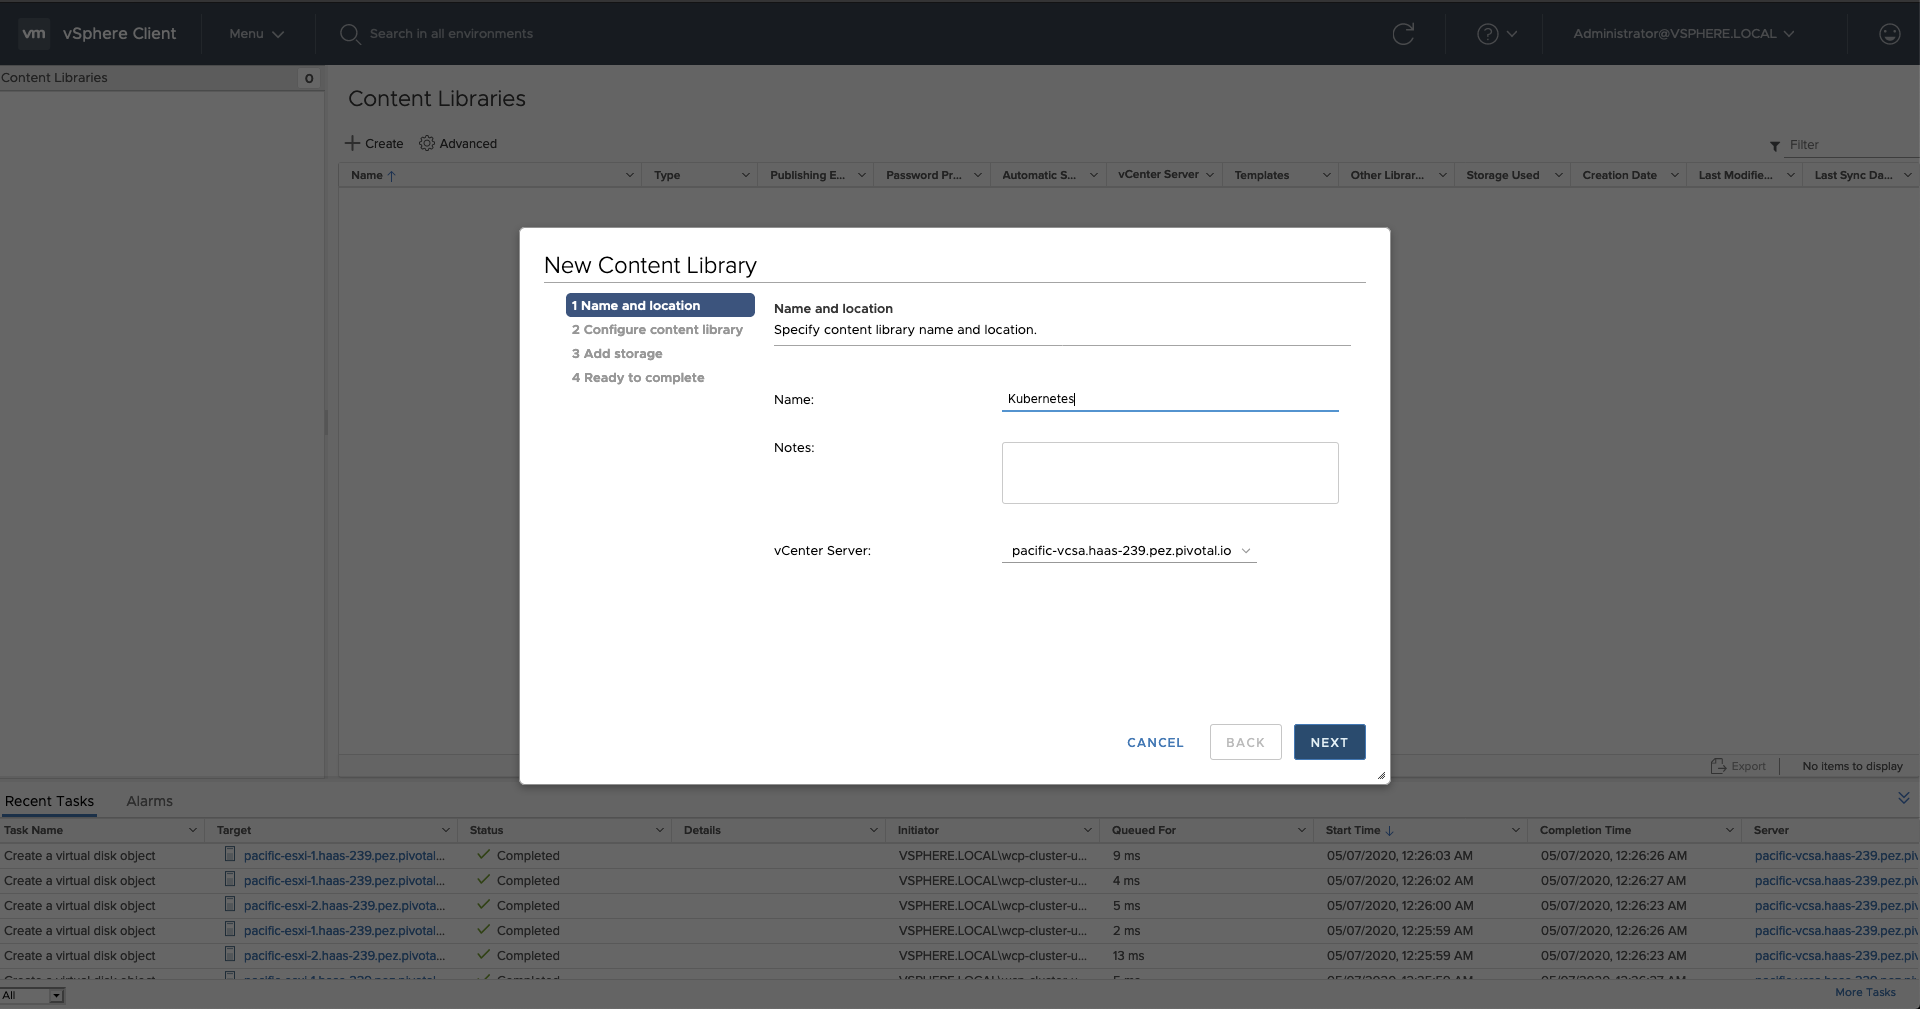 vm vSphere Client Menu Search in all environments ? Administrator@VSPHERE.LOCAL
Content Libraries 0
Content Libraries
Create Advanced
Filter
Name Type Publishing E... Password Pr... Automatic S... vCenter Server Templates Other Librar... Storage Used Creation Date Last Modifie... Last Sync Da...
New Content Library
1 Name and location
2 Configure content library
3 Add storage
4 Ready to complete
Name and location
Specify content library name and location.
Name: Kubernetes
Notes:
vCenter Server: pacific-vcsa.haas-239.pez.pivotal.io
CANCEL BACK NEXT
Export No items to display
Recent Tasks Alarms
Task Name Target Status Details Initiator Queued For Start Time Completion Time Server
Create a virtual disk object pacific-esxi-1.haas-239.pez.pivotal... Completed VSPHERE.LOCAL\wcp-cluster-u... 9 ms 05/07/2020, 12:26:03 AM 05/07/2020, 12:26:26 AM pacific-vcsa.haas-239.pez.piv
Create a virtual disk object pacific-esxi-1.haas-239.pez.pivotal... Completed VSPHERE.LOCAL\wcp-cluster-u... 4 ms 05/07/2020, 12:26:02 AM 05/07/2020, 12:26:27 AM pacific-vcsa.haas-239.pez.piv
Create a virtual disk object pacific-esxi-2.haas-239.pez.pivota... Completed VSPHERE.LOCAL\wcp-cluster-u... 5 ms 05/07/2020, 12:26:00 AM 05/07/2020, 12:26:23 AM pacific-vcsa.haas-239.pez.piv
Create a virtual disk object pacific-esxi-1.haas-239.pez.pivotal... Completed VSPHERE.LOCAL\wcp-cluster-u... 2 ms 05/07/2020, 12:25:59 AM 05/07/2020, 12:26:26 AM pacific-vcsa.haas-239.pez.piv
Create a virtual disk object pacific-esxi-2.haas-239.pez.pivota... Completed VSPHERE.LOCAL\wcp-cluster-u... 13 ms 05/07/2020, 12:25:59 AM 05/07/2020, 12:26:23 AM pacific-vcsa.haas-239.pez.piv
All More Tasks